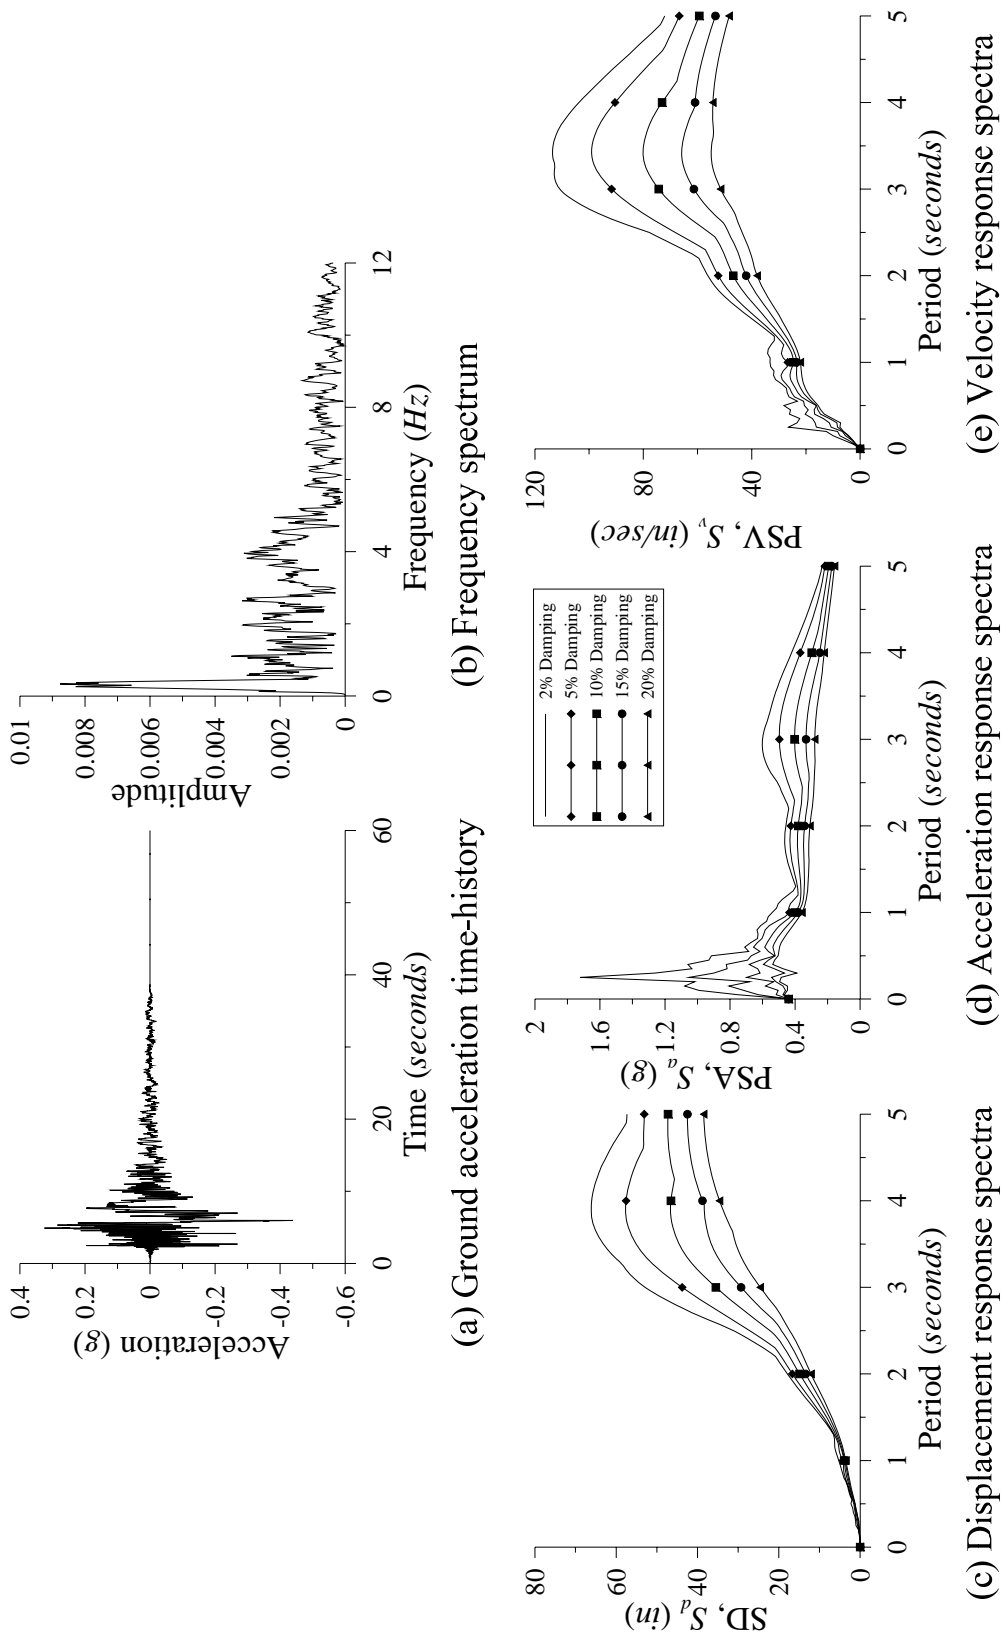 0.4
0.2
0
-0.2
-0.4
-0.6
Acceleration (g)
0
20
40
60
Time (seconds)
(a) Ground acceleration time-history
0.01
0.008
0.006
0.004
0.002
0
Amplitude
0
4
8
12
Frequency (Hz)
(b) Frequency spectrum
80
60
40
20
0
SD, Sd (in)
0
1
2
3
4
5
Period (seconds)
(c) Displacement response spectra
2
1.6
1.2
0.8
0.4
0
PSA, Sa (g)
2% Damping
5% Damping
10% Damping
15% Damping
20% Damping
0
1
2
3
4
5
Period (seconds)
(d) Acceleration response spectra
120
80
40
0
PSV, Sv (in/sec)
0
1
2
3
4
5
Period (seconds)
(e) Velocity response spectra